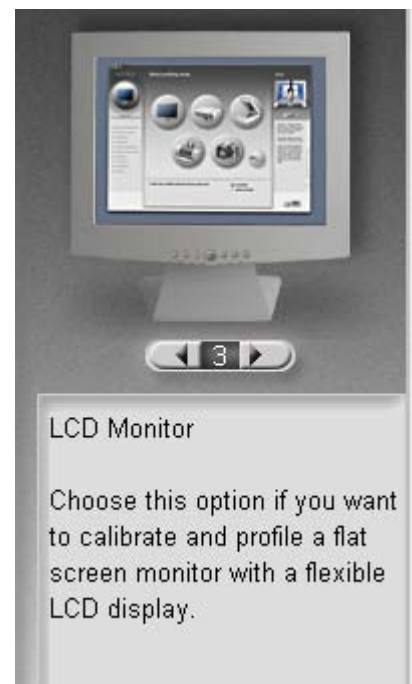 3
LCD Monitor
Choose this option if you want
to calibrate and profile a flat
screen monitor with a flexible
LCD display.